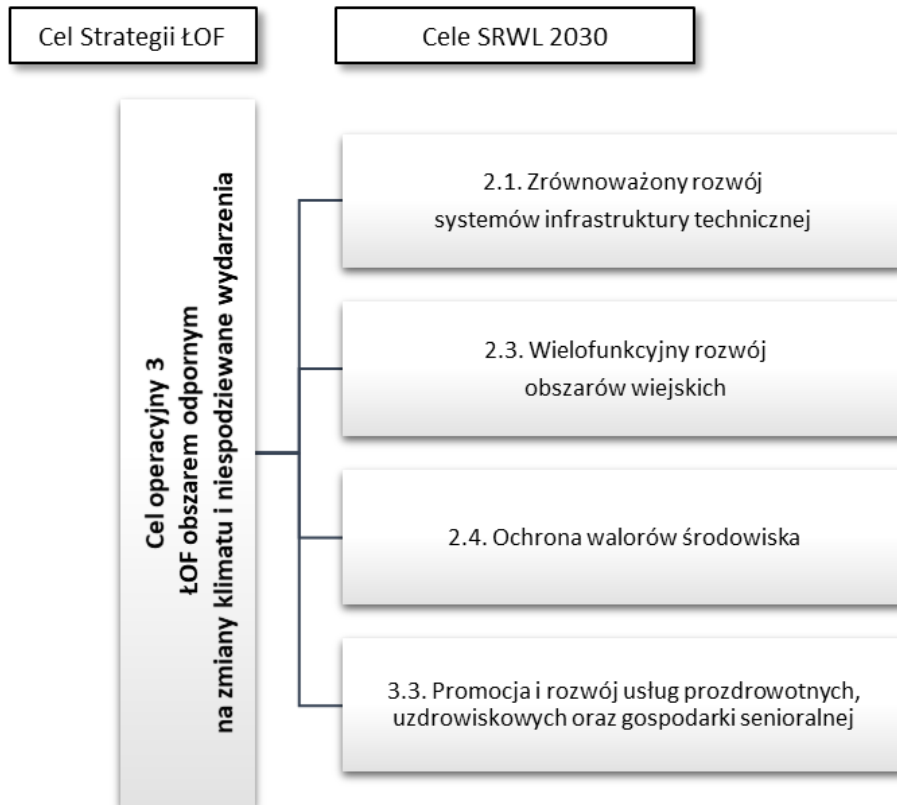 Cel Strategii ŁOF
Cele SRWL 2030
Cel operacyjny 3
ŁOF obszarem odpornym
na zmiany klimatu i niespodziewane wydarzenia
2.1. Zrównoważony rozwój
systemów infrastruktury technicznej
2.3. Wielofunkcyjny rozwój
obszarów wiejskich
2.4. Ochrona walorów środowiska
3.3. Promocja i rozwój usług prozdrowotnych,
uzdrowiskowych oraz gospodarki senioralnej